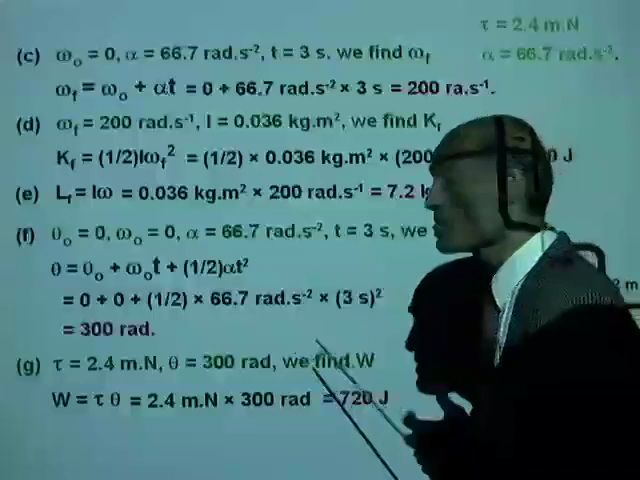 τ = 2.4 m.N
α = 66.7 rad.s⁻².
(c) ω₀ = 0, α = 66.7 rad.s⁻², t = 3 s. we find ωf
ωf = ω₀ + αt = 0 + 66.7 rad.s⁻² × 3 s = 200 ra.s⁻¹.
(d) ωf = 200 rad.s⁻¹, I = 0.036 kg.m², we find Kf
Kf = (1/2)Iωf² = (1/2) × 0.036 kg.m² × (200 J
(e) Lf = Iω = 0.036 kg.m² × 200 rad.s⁻¹ = 7.2
(f) θ₀ = 0, ω₀ = 0, α = 66.7 rad.s⁻², t = 3 s, we
θ = θ₀ + ω₀t + (1/2)αt²
= 0 + 0 + (1/2) × 66.7 rad.s⁻² × (3 s)²
= 300 rad.
(g) τ = 2.4 m.N, θ = 300 rad, we find W
W = τ θ = 2.4 m.N × 300 rad = 720 J